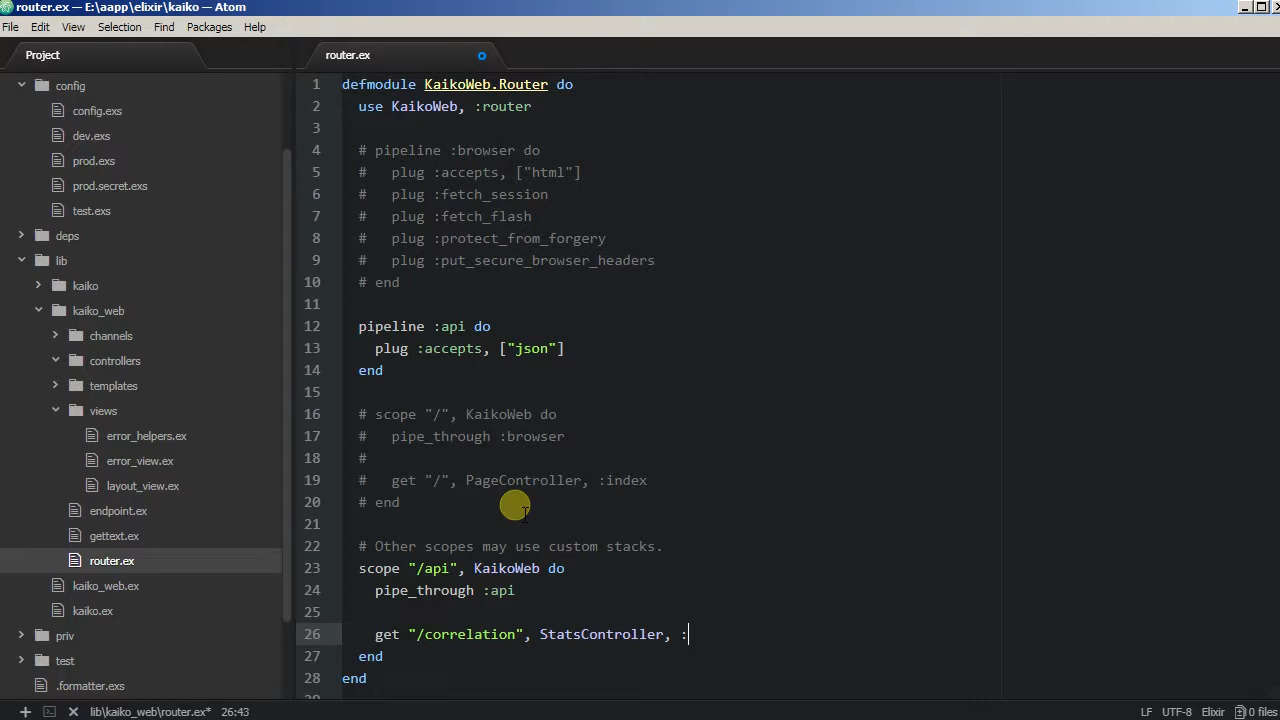 router.ex — E:\aapp\elixir\kaiko — Atom
File Edit View Selection Find Packages Help
Project
router.ex
config
config.exs
dev.exs
prod.exs
prod.secret.exs
test.exs
deps
lib
kaiko
kaiko_web
channels
controllers
templates
views
error_helpers.ex
error_view.ex
layout_view.ex
endpoint.ex
gettext.ex
router.ex
kaiko_web.ex
kaiko.ex
priv
test
.formatter.exs
1 defmodule KaikoWeb.Router do
2 use KaikoWeb, :router
3
4 # pipeline :browser do
5 #   plug :accepts, ["html"]
6 #   plug :fetch_session
7 #   plug :fetch_flash
8 #   plug :protect_from_forgery
9 #   plug :put_secure_browser_headers
10 # end
11
12 pipeline :api do
13 plug :accepts, ["json"]
14 end
15
16 # scope "/", KaikoWeb do
17 #   pipe_through :browser
18 #
19 #   get "/", PageController, :index
20 # end
21
22 # Other scopes may use custom stacks.
23 scope "/api", KaikoWeb do
24 pipe_through :api
25
26 get "/correlation", StatsController, :
27 end
28 end
29
lib\kaiko_web\router.ex* 26:43 LF UTF-8 Elixir 0 files